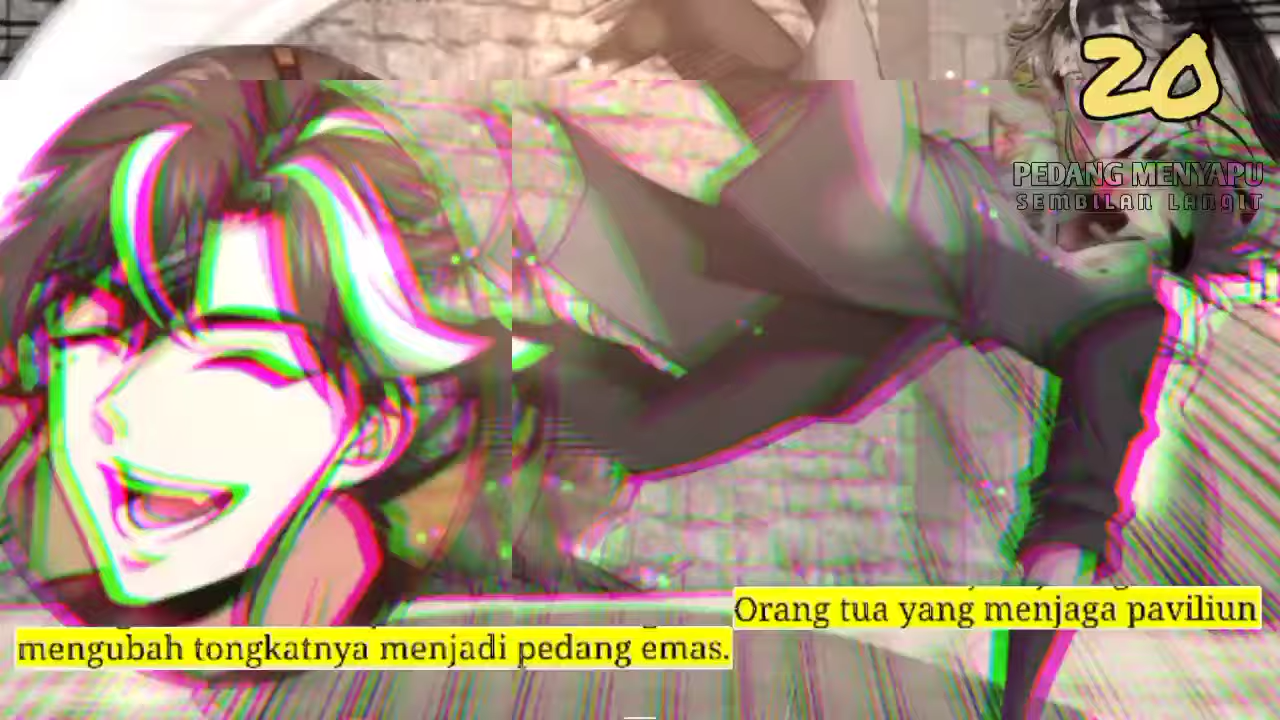 20
PEDANG MENYAPU
SEMBILAN LANGIT
Orang tua yang menjaga paviliun
mengubah tongkatnya menjadi pedang emas.